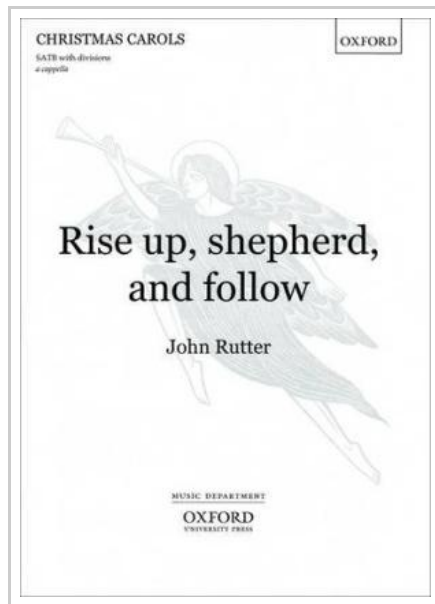 CHRISTMAS CAROLS
OXFORD
SATB with divisions
a cappella
Rise up, shepherd,
and follow
John Rutter
MUSIC DEPARTMENT
OXFORD
UNIVERSITY PRESS